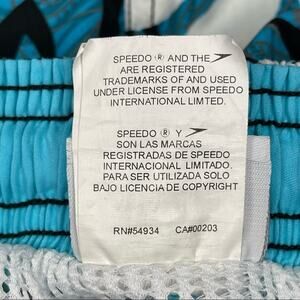 SPEEDO ® AND THE
ARE REGISTERED
TRADEMARKS OF AND USED
UNDER LICENSE FROM SPEEDO
INTERNATIONAL LIMTED.
SPEEDO ® Y
SON LAS MARCAS
REGISTRADAS DE SPEEDO
INTERNACIONAL LIMITADO.
PARA SER UTILIZADA SOLO
BAJO LICENCIA DE COPYRIGHT
RN#54934 CA#00203